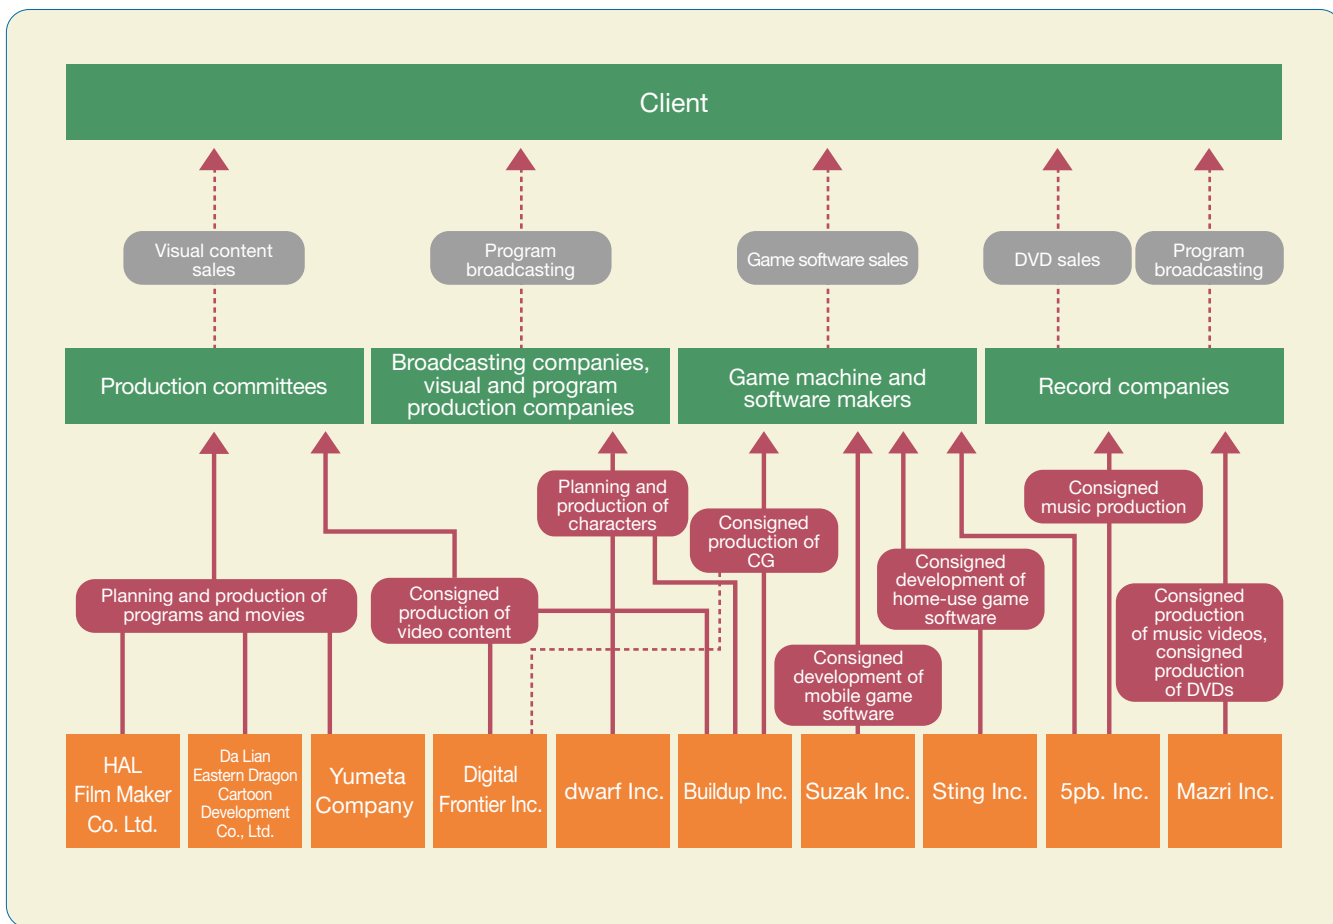 Client
Visual content
sales
Program
broadcasting
Game software sales
DVD sales
Program
broadcasting
Production committees
Broadcasting companies,
visual and program
production companies
Game machine and
software makers
Record companies
Planning and
production of
characters
Consigned
production of
CG
Consigned
music production
Planning and production of
programs and movies
Consigned
production of
video content
Consigned
development of
home-use game
software
Consigned
production
of music videos,
consigned
production
of DVDs
Consigned
development of
mobile game
software
HAL
Film Maker
Co. Ltd.
Da Lian
Eastern Dragon
Cartoon
Development
Co., Ltd.
Yumeta
Company
Digital
Frontier Inc.
dwarf Inc.
Buildup Inc.
Suzak Inc.
Sting Inc.
5pb. Inc.
Mazri Inc.